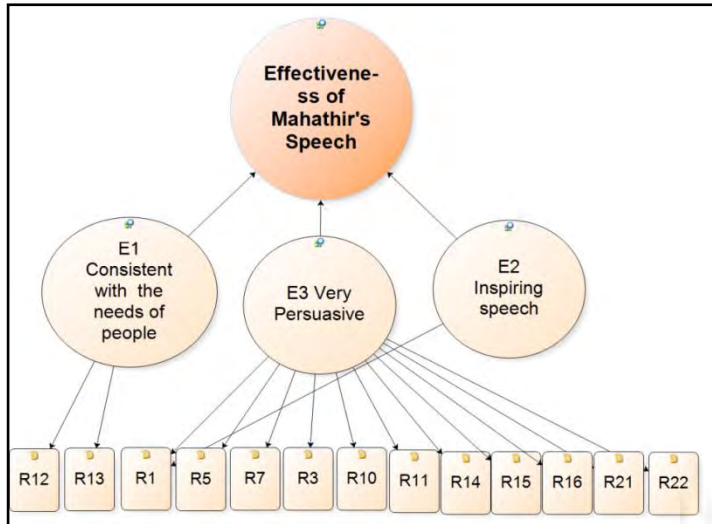 Effectivene-
ss of
Mahathir's
Speech
E1
Consistent
with the
needs of
people
E3 Very
Persuasive
E2
Inspiring
speech
R12
R13
R1
R5
R7
R3
R10
R11
R14
R15
R16
R21
R22